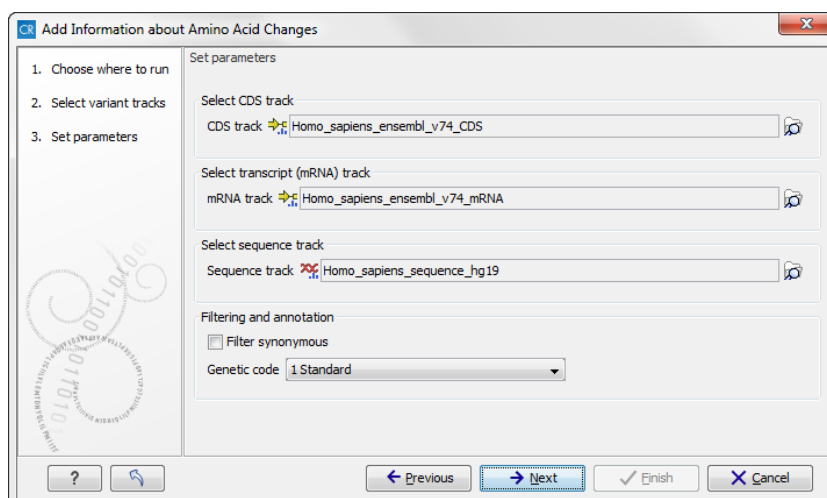 CR Add Information about Amino Acid Changes
X
1. Choose where to run
2. Select variant tracks
3. Set parameters
Set parameters
Select CDS track
CDS track Homo_sapiens_ensembl_v74_CDS
Select transcript (mRNA) track
mRNA track Homo_sapiens_ensembl_v74_mRNA
Select sequence track
Sequence track Homo_sapiens_sequence_hg19
Filtering and annotation
Filter synonymous
Genetic code 1 Standard
? Previous Next Finish Cancel